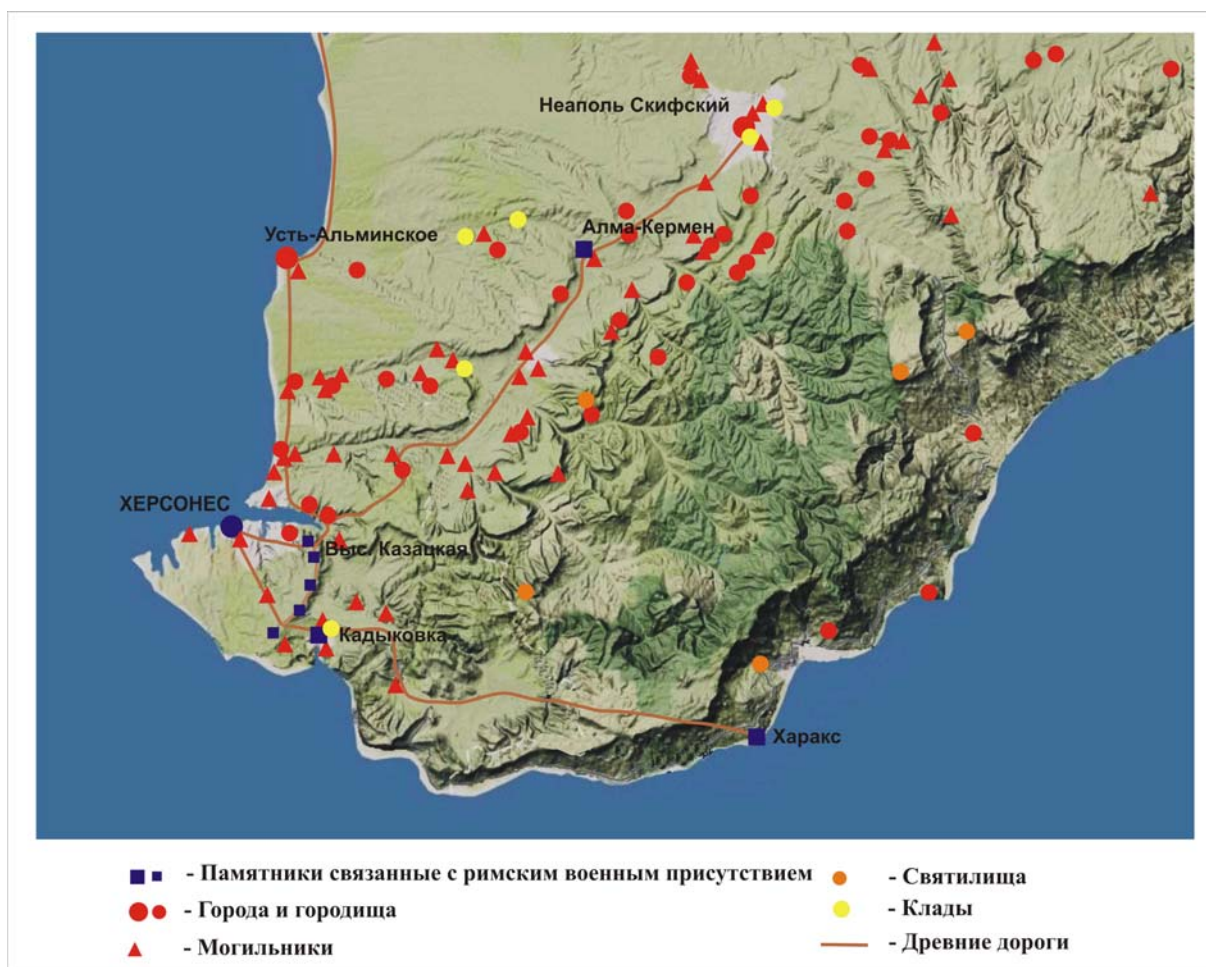 Неаполь Скифский
Усть-Альминское
Алма-Кермен
ХЕРСОНЕС
Выс. Казацкая
Кадыковка
Харакс
- Памятники связанные с римским военным присутствием
- Города и городища
- Могильники
- Святилища
- Клады
- Древние дороги